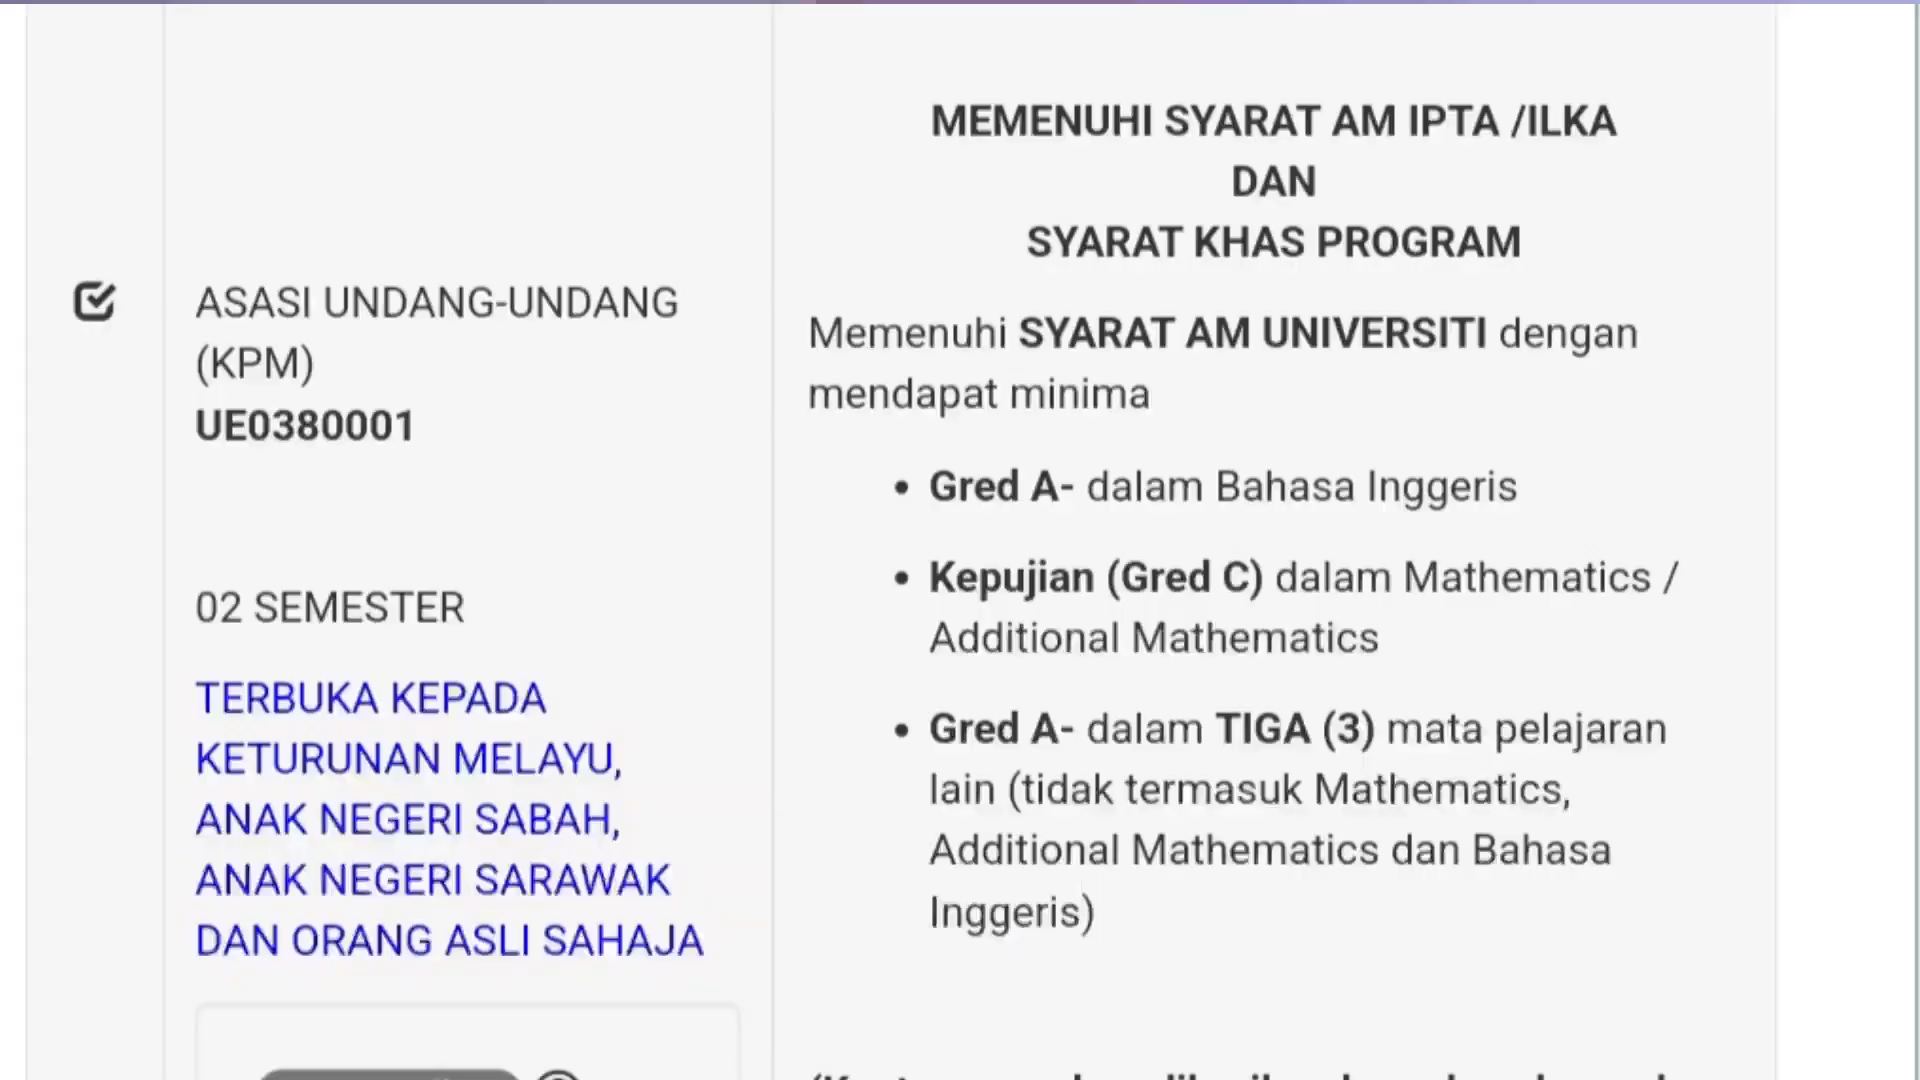 MEMENUHI SYARAT AM IPTA /ILKA
DAN
SYARAT KHAS PROGRAM
ASASI UNDANG-UNDANG
(KPM)
UE0380001
02 SEMESTER
TERBUKA KEPADA
KETURUNAN MELAYU,
ANAK NEGERI SABAH,
ANAK NEGERI SARAWAK
DAN ORANG ASLI SAHAJA
Memenuhi SYARAT AM UNIVERSITI dengan
mendapat minima
• Gred A- dalam Bahasa Inggeris
• Kepujian (Gred C) dalam Mathematics /
Additional Mathematics
• Gred A- dalam TIGA (3) mata pelajaran
lain (tidak termasuk Mathematics,
Additional Mathematics dan Bahasa
Inggeris)